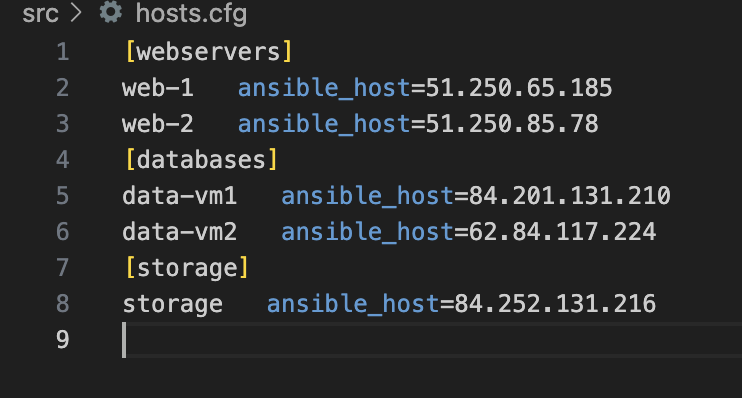 src > hosts.cfg
1 [webservers]
2 web-1   ansible_host=51.250.65.185
3 web-2   ansible_host=51.250.85.78
4 [databases]
5 data-vm1   ansible_host=84.201.131.210
6 data-vm2   ansible_host=62.84.117.224
7 [storage]
8 storage   ansible_host=84.252.131.216
9